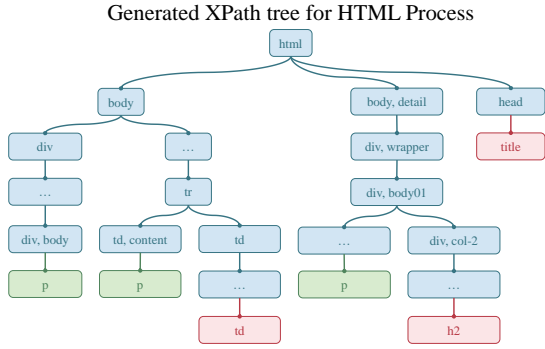 Generated XPath tree for HTML Process
html
body
body, detail
head
div
…
div, wrapper
title
…
tr
div, body01
div, body
td, content
td
…
div, col-2
p
p
…
p
…
td
h2